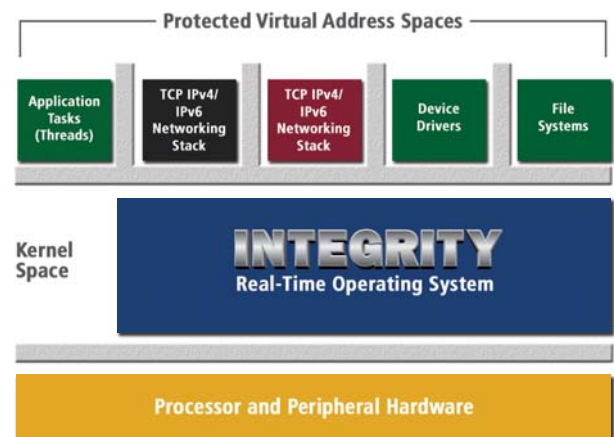 Protected Virtual Address Spaces
Application
Tasks
(Threads)
TCP IPv4/
IPv6
Networking
Stack
TCP IPv4/
IPv6
Networking
Stack
Device
Drivers
File
Systems
Kernel
Space
INTEGRITY
Real-Time Operating System
Processor and Peripheral Hardware